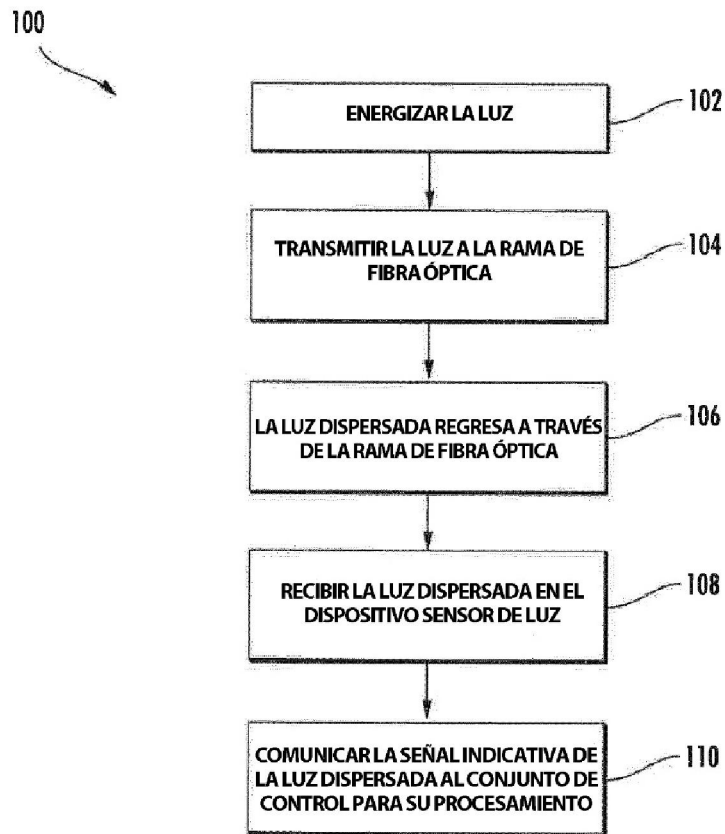 100
ENERGIZAR LA LUZ
102
TRANSMITIR LA LUZ A LA RAMA DE
FIBRA ÓPTICA
104
LA LUZ DISPERSADA REGRESA A TRAVÉS
DE LA RAMA DE FIBRA ÓPTICA
106
RECIBIR LA LUZ DISPERSADA EN EL
DISPOSITIVO SENSOR DE LUZ
108
COMUNICAR LA SEÑAL INDICATIVA DE
LA LUZ DISPERSADA AL CONJUNTO DE
CONTROL PARA SU PROCESAMIENTO
110